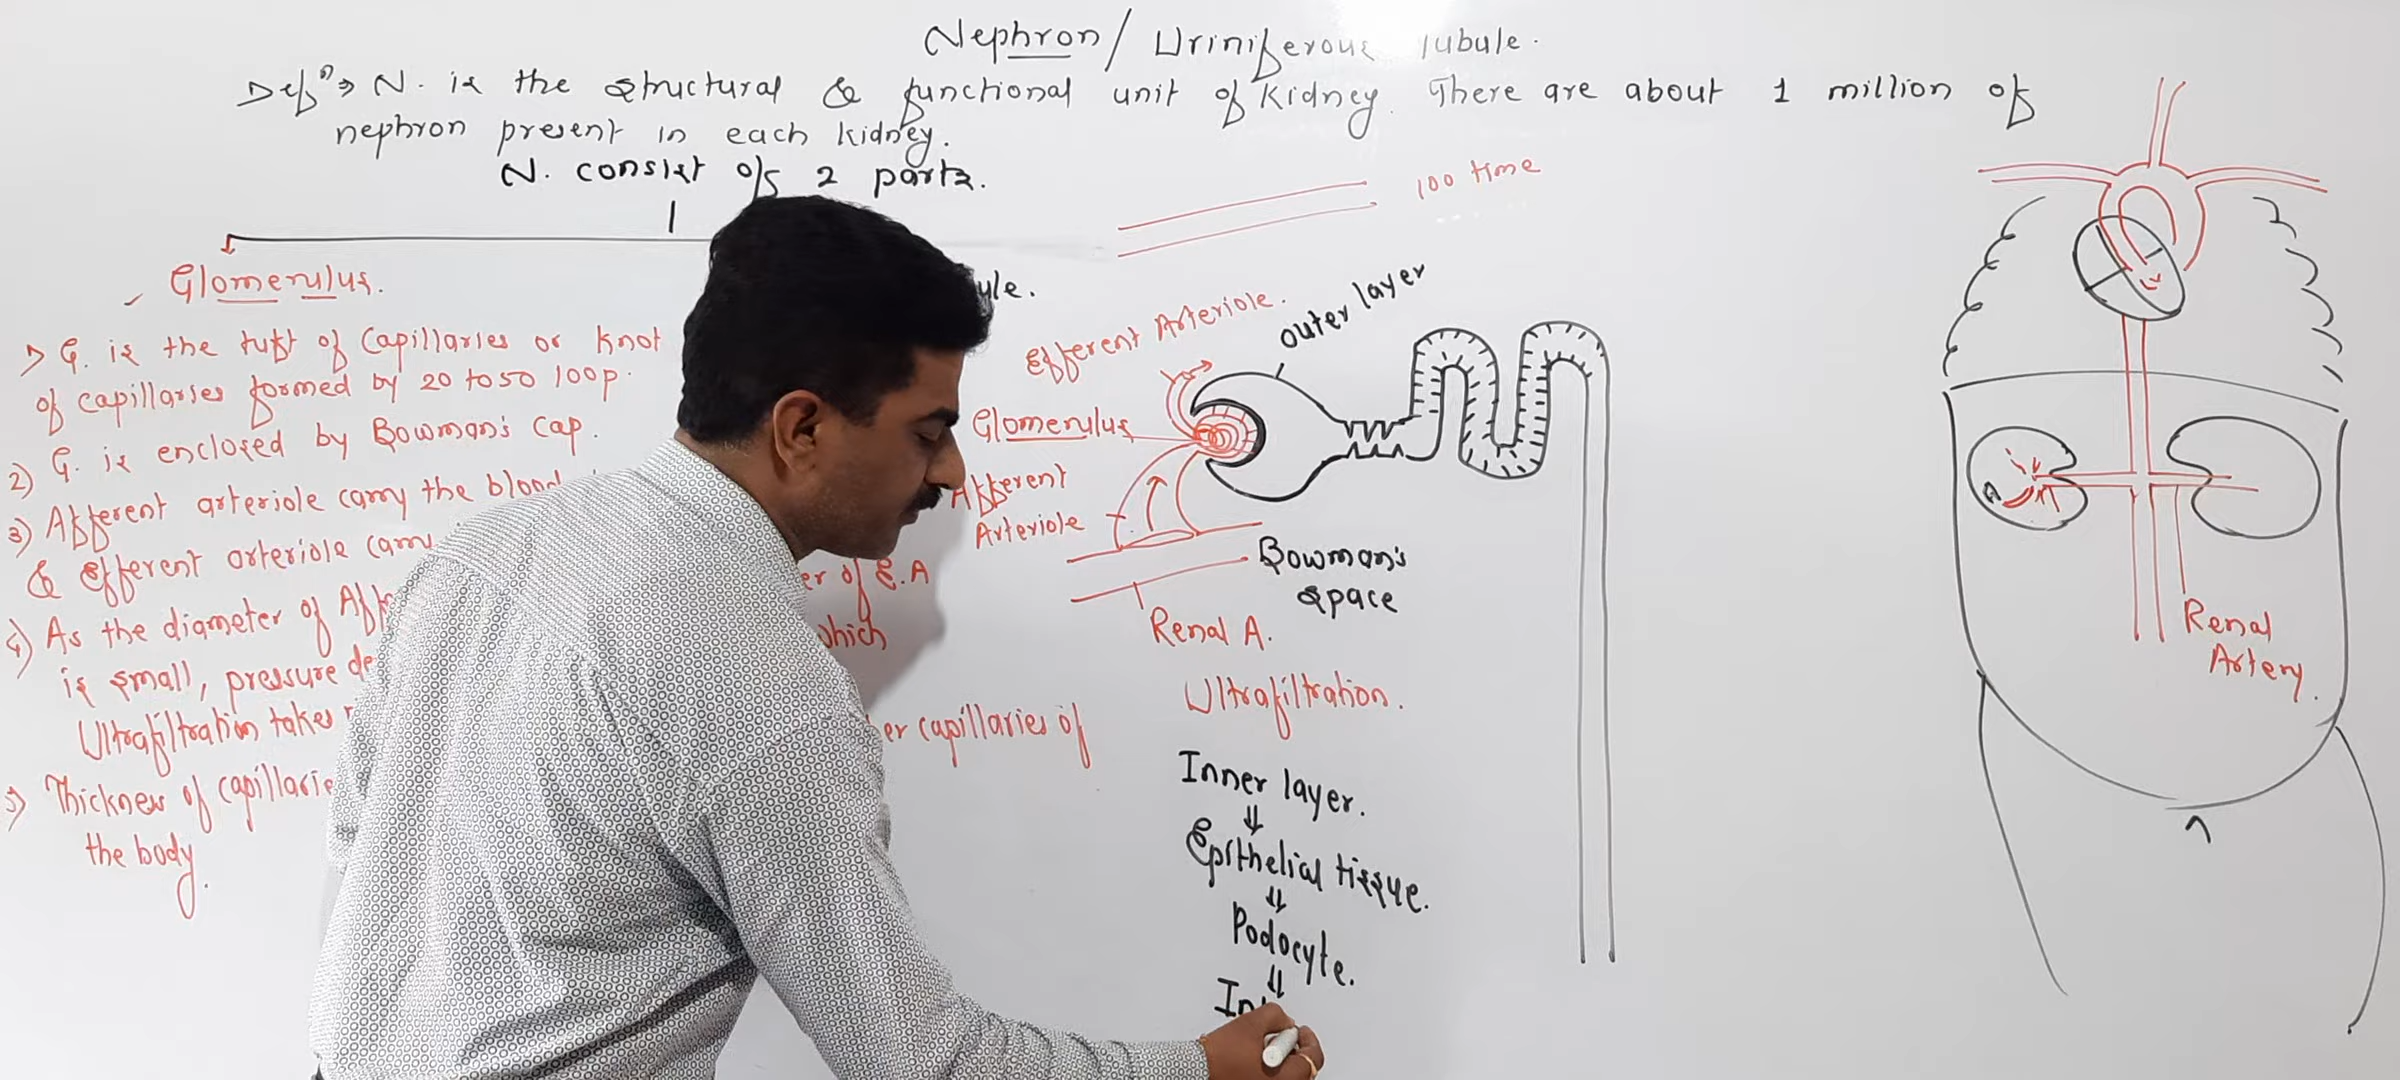 Nephron / Uriniferous Tubule.
Defⁿ → N. is the structural & functional unit of kidney. There are about 1 million of
nephron present in each kidney.
N. consist of 2 parts.
100 time
Glomerulus.
ule.
1) G. is the tuft of capillaries or knot
of capillaries formed by 20 to 50 loop.
2) G. is enclosed by Bowman's cap.
3) Afferent arteriole carry the blood
& efferent arteriole carry
4) As the diameter of Aff er of E.A
is small, pressure de which
Ultrafiltration takes
5) Thickness of capillarie er capillaries of
the body.
Efferent Arteriole.
outer layer
Glomerulus
Afferent
Arteriole
Bowman's
space
Renal A.
Ultrafiltration.
Inner layer.
⇓
Epithelial tissue.
⇓
Podocyte.
⇓
In
Renal
Artery.